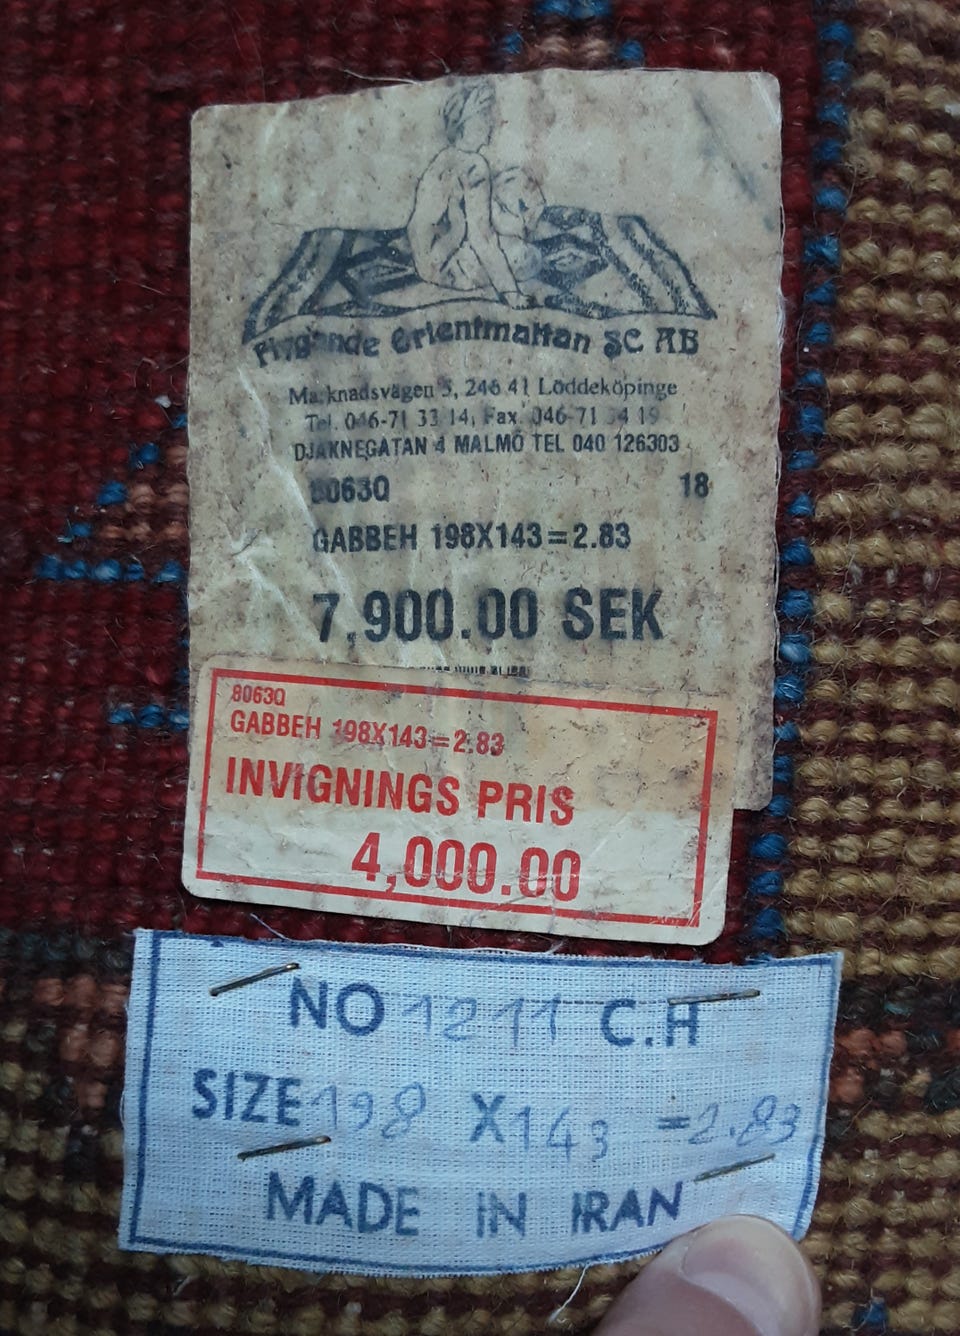 Flygande Orientmattan SC AB
Marknadsvägen 5, 246 41 Löddeköpinge
Tel. 046-71 33 14, Fax. 046-71 34 19
DJÄKNEGATAN 4 MALMÖ TEL 040 126303
8063Q 18
GABBEH 198X143=2.83
7,900.00 SEK
8063Q
GABBEH 198X143=2.83
INVIGNINGS PRIS
4,000.00
NO 1211 C.H
SIZE 198 X 143 =2.83
MADE IN IRAN